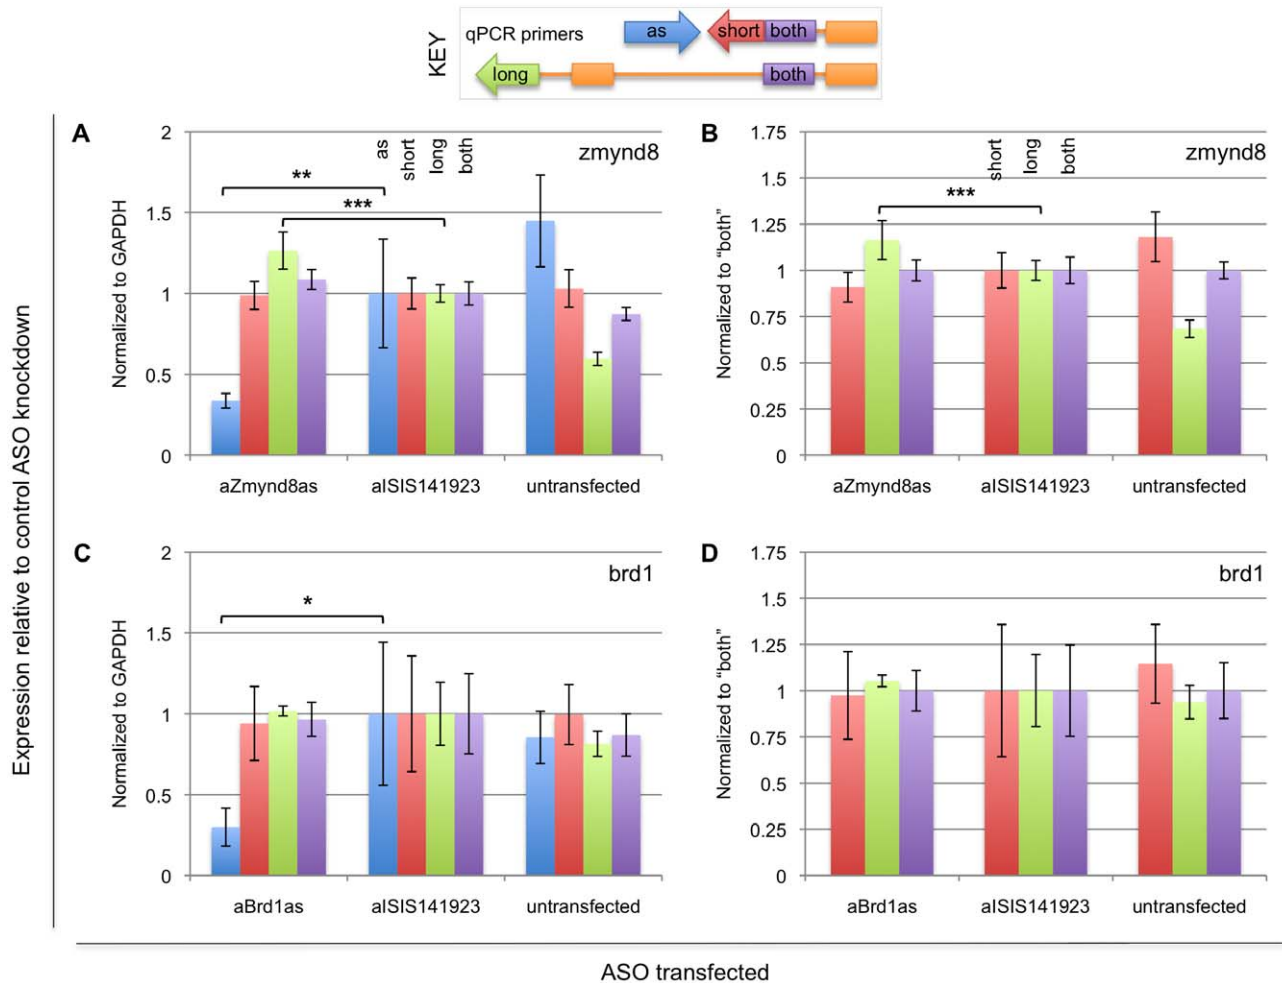 KEY
qPCR primers
as
short
both
long
both
Expression relative to control ASO knockdown
A
zmynd8
Normalized to GAPDH
2
1.5
1
0.5
0
as
short
long
both
**
***
aZmynd8as
aISIS141923
untransfected
B
zmynd8
Normalized to “both”
1.75
1.5
1.25
1
0.75
0.5
0.25
0
short
long
both
***
aZmynd8as
aISIS141923
untransfected
C
brd1
Normalized to GAPDH
2
1.5
1
0.5
0
*
aBrd1as
aISIS141923
untransfected
D
brd1
Normalized to “both”
1.75
1.5
1.25
1
0.75
0.5
0.25
0
aBrd1as
aISIS141923
untransfected
ASO transfected